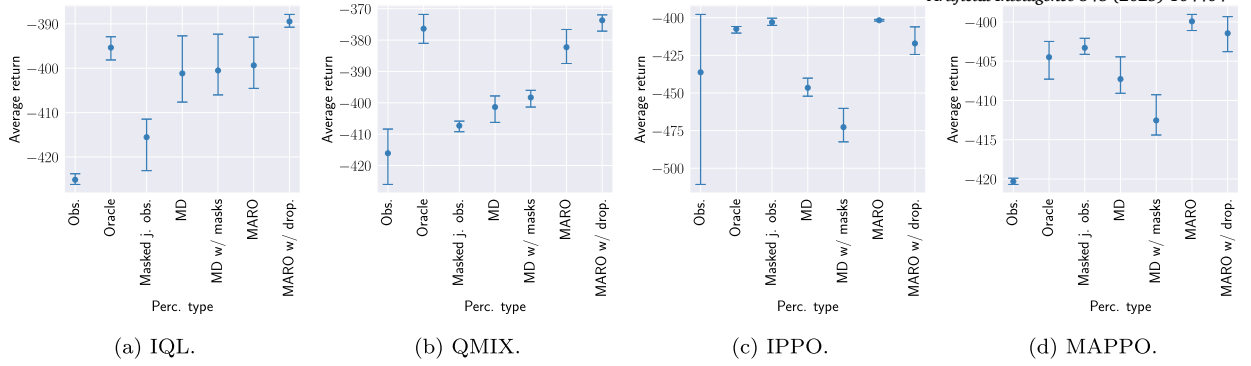 Average return
−390
−400
−410
−420
Obs.
Oracle
Masked j. obs.
MD
MD w/ masks
MARO
MARO w/ drop.
Perc. type
(a) IQL.
Average return
−370
−380
−390
−400
−410
−420
Obs.
Oracle
Masked j. obs.
MD
MD w/ masks
MARO
MARO w/ drop.
Perc. type
(b) QMIX.
Average return
−400
−425
−450
−475
−500
Obs.
Oracle
Masked j. obs.
MD
MD w/ masks
MARO
MARO w/ drop.
Perc. type
(c) IPPO.
Average return
−400
−405
−410
−415
−420
Obs.
Oracle
Masked j. obs.
MD
MD w/ masks
MARO
MARO w/ drop.
Perc. type
(d) MAPPO.